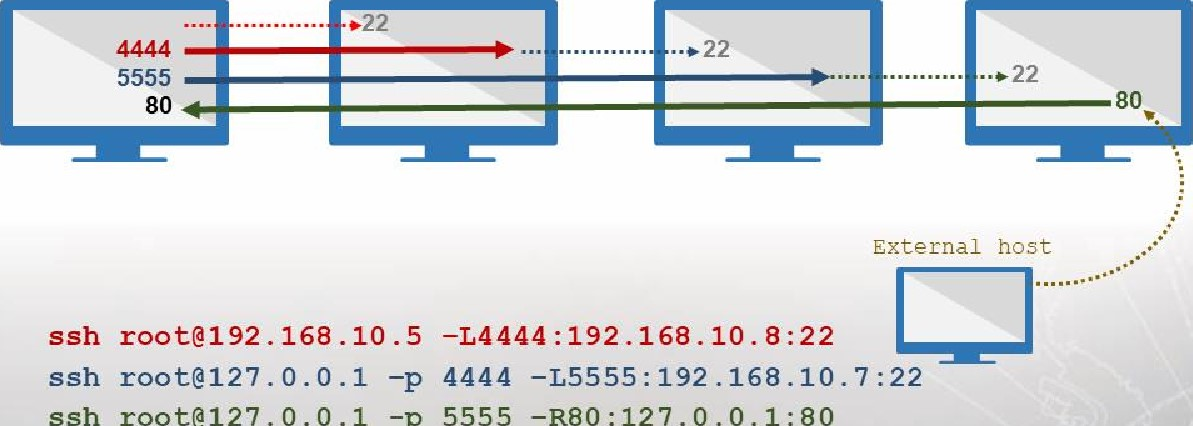 22
4444
22
5555
22
80
80
External host
ssh root@192.168.10.5 –L4444:192.168.10.8:22
ssh root@127.0.0.1 –p 4444 –L5555:192.168.10.7:22
ssh root@127.0.0.1 -p 5555 –R80:127.0.0.1:80